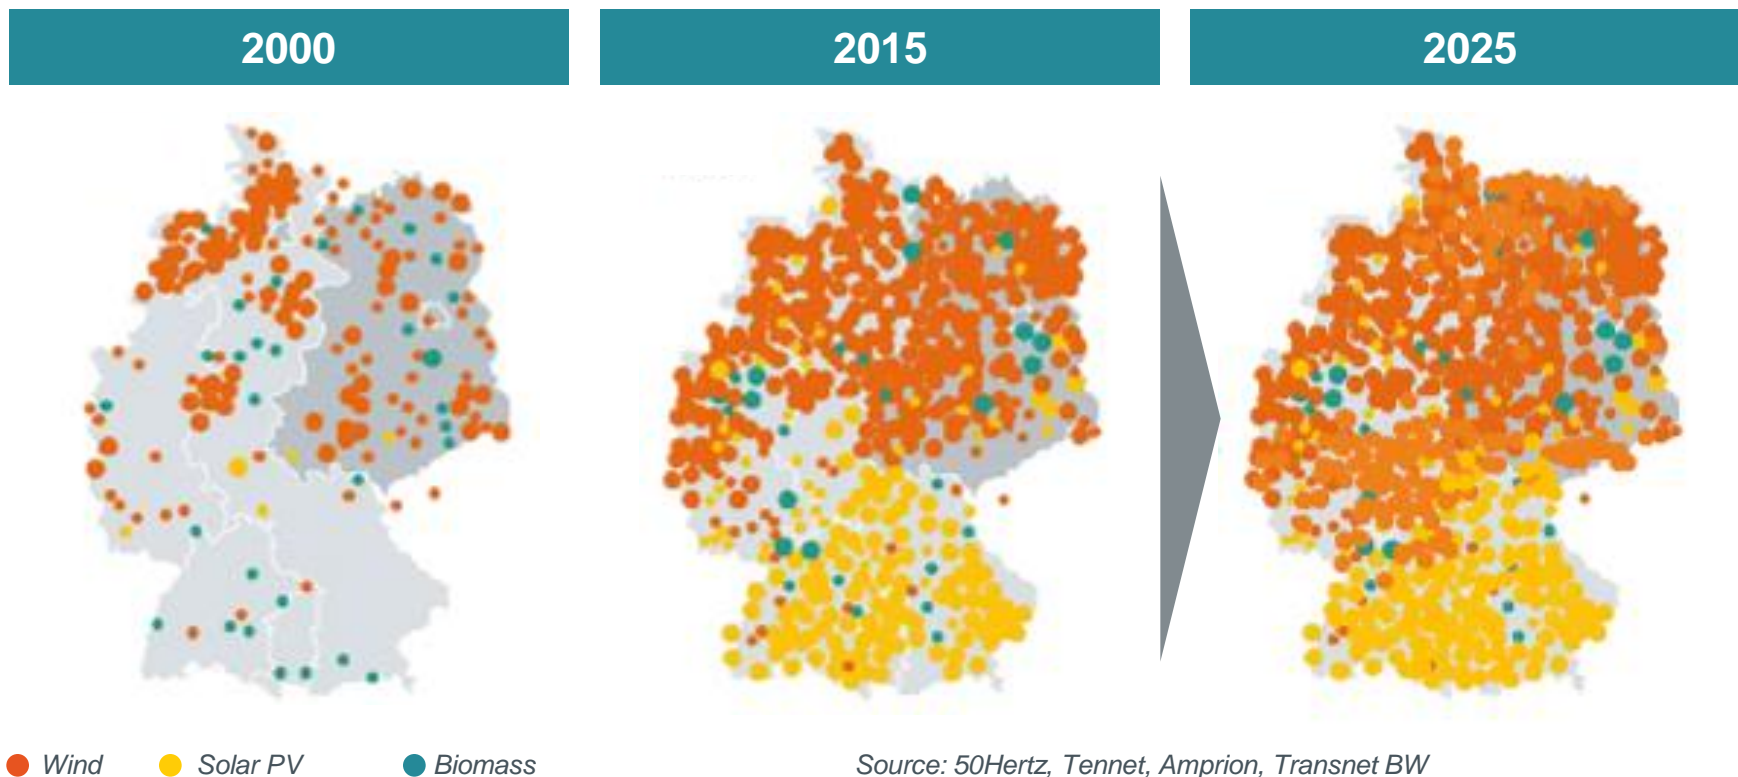 2000
2015
2025
Wind
Solar PV
Biomass
Source: 50Hertz, Tennet, Amprion, Transnet BW